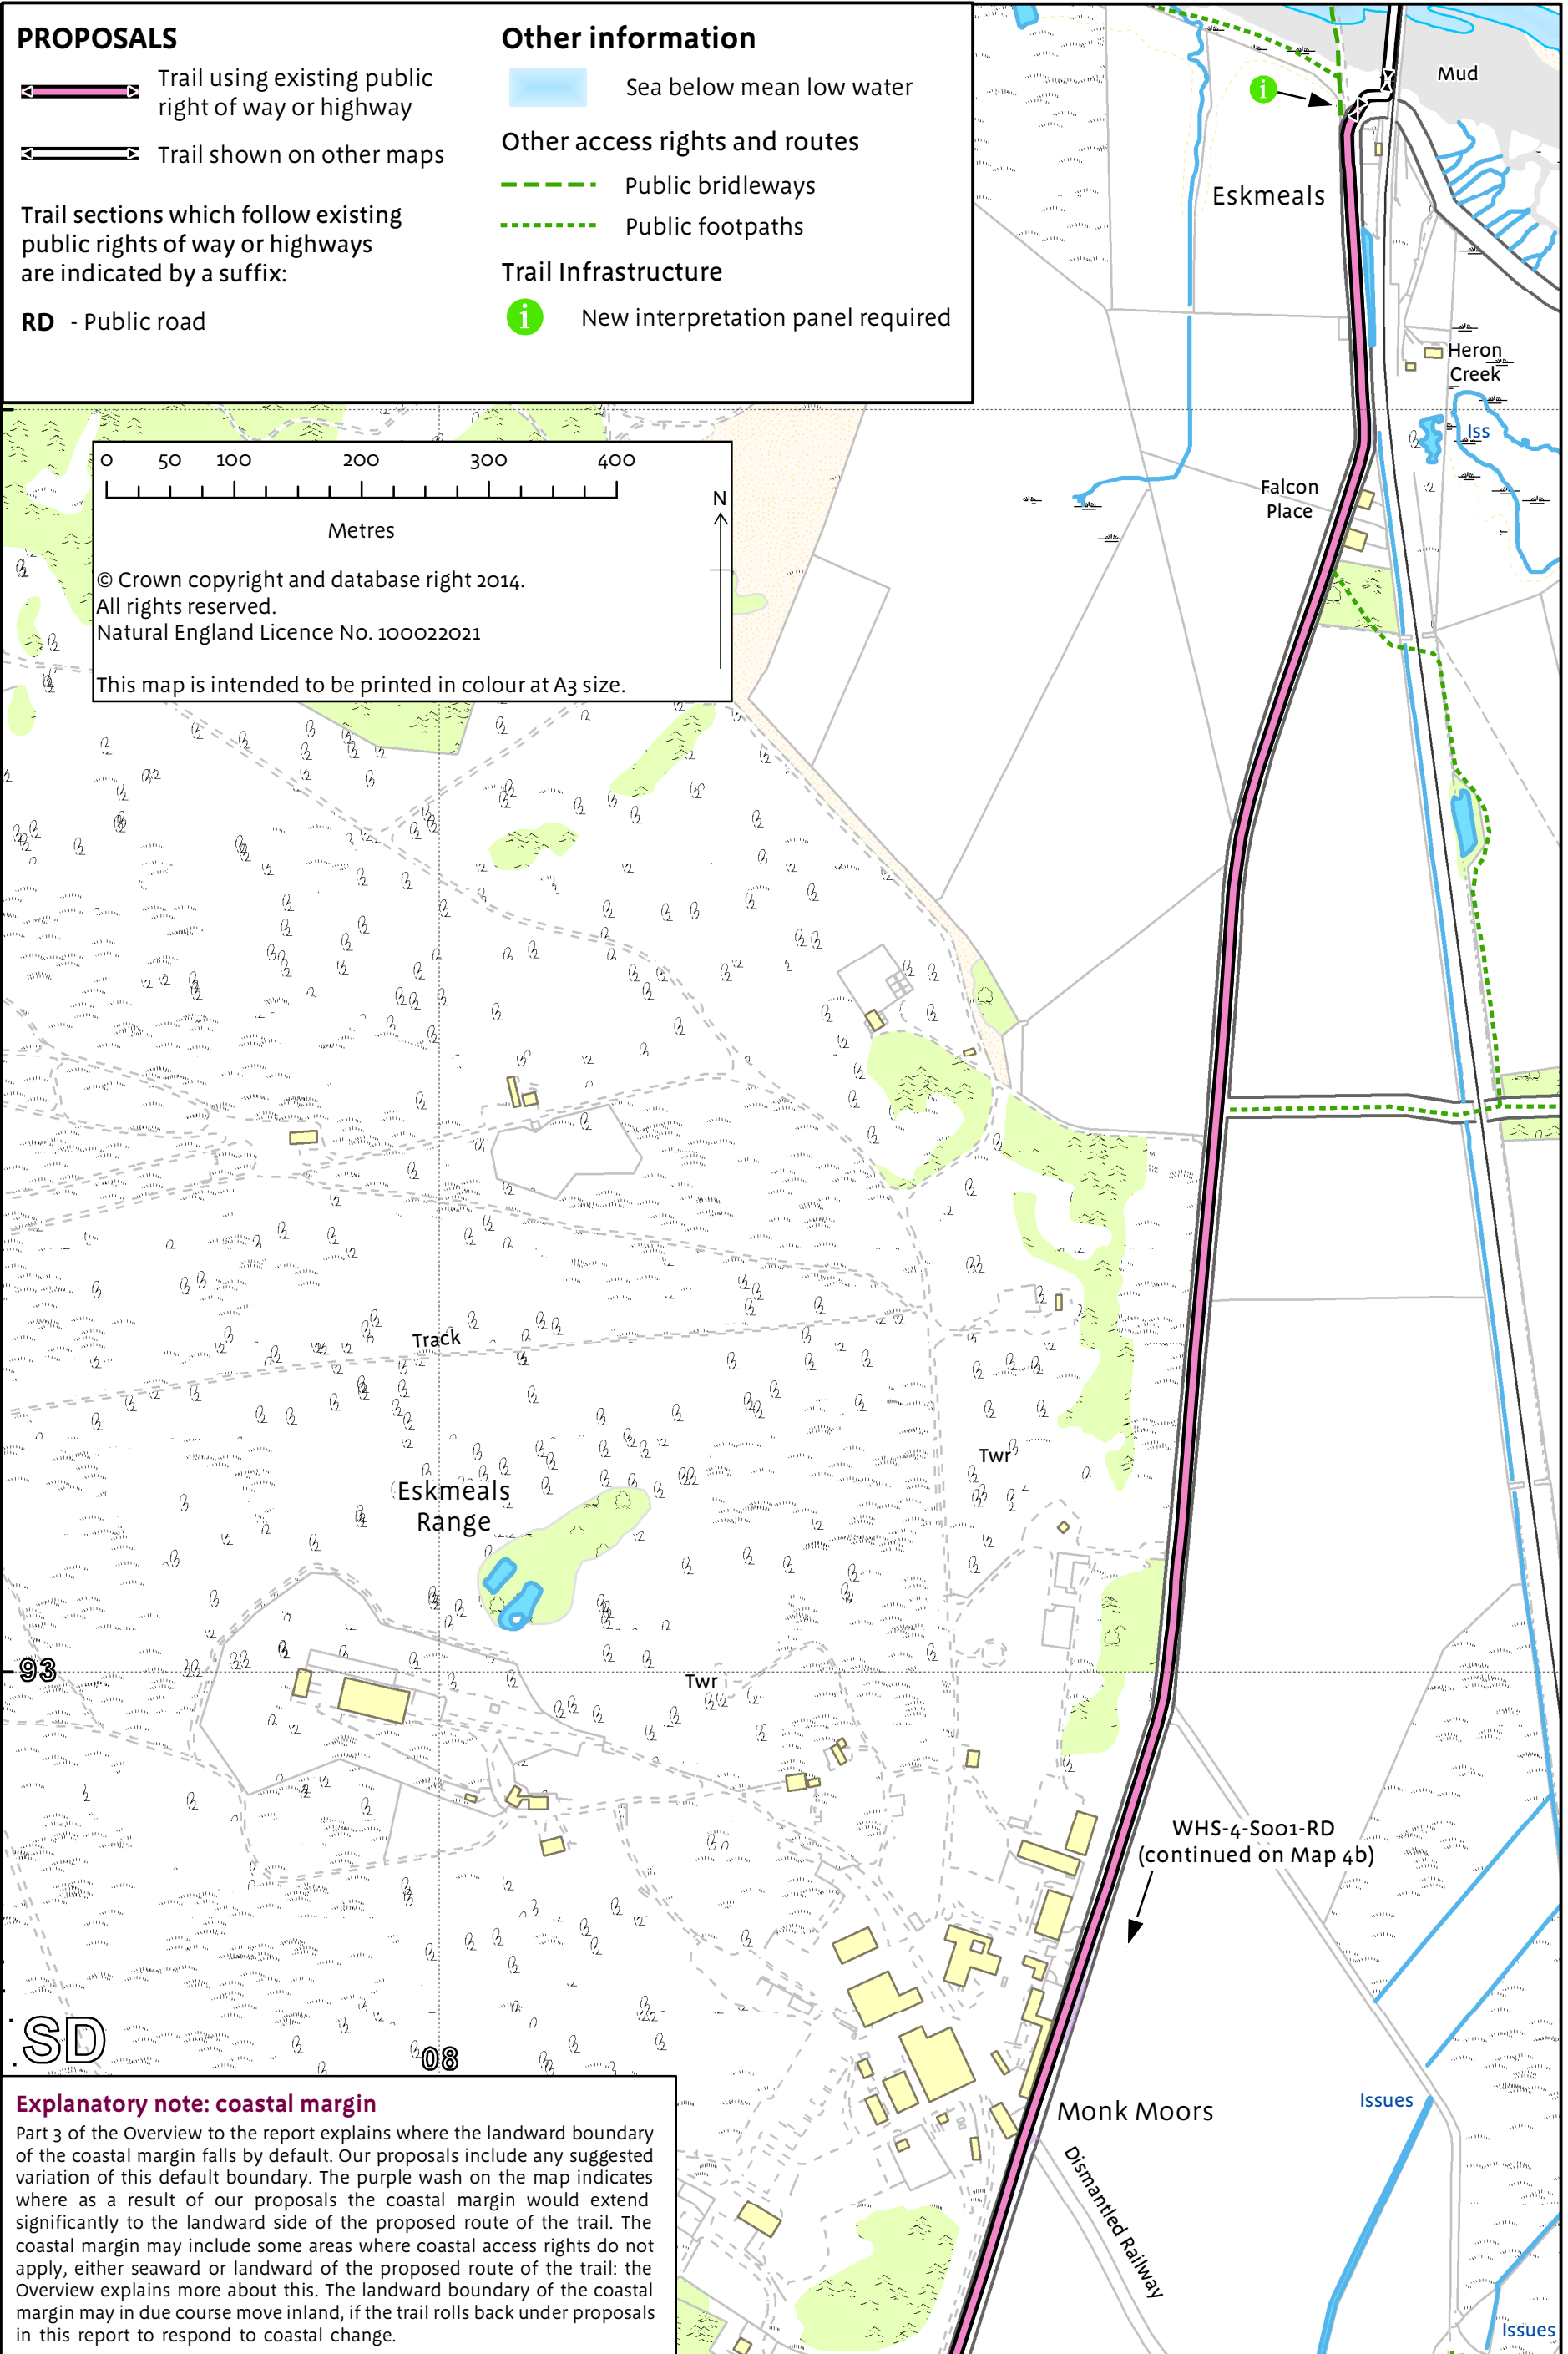 PROPOSALS
Trail using existing public
right of way or highway
Trail shown on other maps
Trail sections which follow existing
public rights of way or highways
are indicated by a suffix:
RD - Public road
Other information
Sea below mean low water
Other access rights and routes
Public bridleways
Public footpaths
Trail Infrastructure
i New interpretation panel required
i
Mud
Eskmeals
Heron
Creek
Iss
Falcon
Place
0 50 100 200 300 400
Metres
N
© Crown copyright and database right 2014.
All rights reserved.
Natural England Licence No. 100022021
This map is intended to be printed in colour at A3 size.
Track
Twr
Eskmeals
Range
93
Twr
WHS-4-S001-RD
(continued on Map 4b)
SD
08
Monk Moors
Issues
Dismantled Railway
Issues
Explanatory note: coastal margin
Part 3 of the Overview to the report explains where the landward boundary
of the coastal margin falls by default. Our proposals include any suggested
variation of this default boundary. The purple wash on the map indicates
where as a result of our proposals the coastal margin would extend
significantly to the landward side of the proposed route of the trail. The
coastal margin may include some areas where coastal access rights do not
apply, either seaward or landward of the proposed route of the trail: the
Overview explains more about this. The landward boundary of the coastal
margin may in due course move inland, if the trail rolls back under proposals
in this report to respond to coastal change.